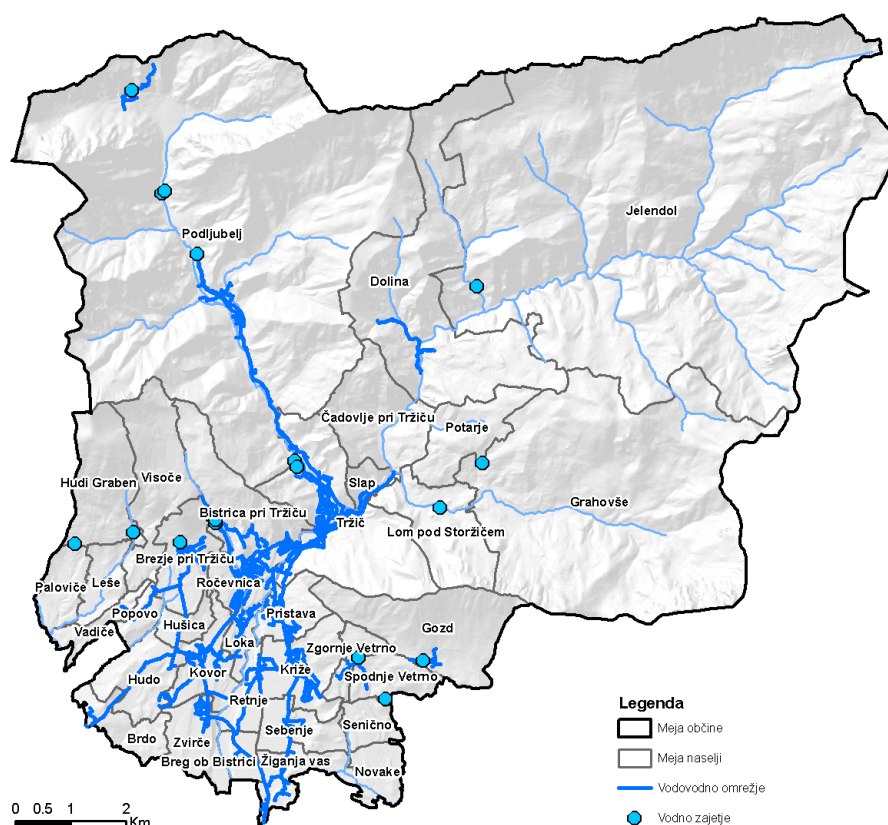 Podljubelj
Jelendol
Dolina
Čadovlje pri Tržiču
Potarje
Hudi Graben
Visoče
Slap
Grahovše
Bistrica pri Tržiču
Tržič
Lom pod Storžičem
Brezje pri Tržiču
Paloviče
Leše
Ročevnica
Popovo
Pristava
Vadiče
Hušica
Gozd
Loka
Zgornje Vetrno
Hudo
Kovor
Križe
Spodnje Vetrno
Retnje
Brdo
Zvirče
Sebenje
Senično
Breg ob Bistrici
Žiganja vas
Novake
Legenda
Meja občine
Meja naselji
Vodovodno omrežje
Vodno zajetje
0 0.5 1 2
Km